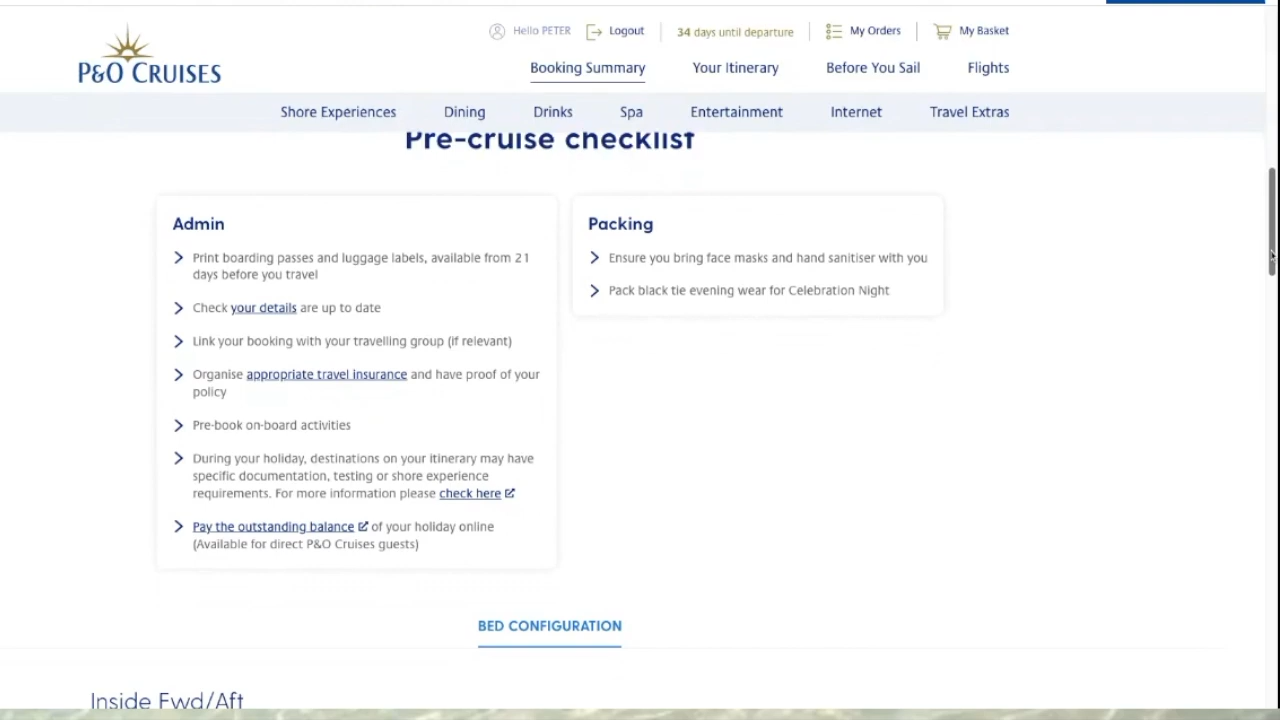 P&O CRUISES
Hello PETER
Logout
34 days until departure
My Orders
My Basket
Booking Summary
Your Itinerary
Before You Sail
Flights
Shore Experiences
Dining
Drinks
Spa
Entertainment
Internet
Travel Extras
Pre-cruise checklist
Admin
Print boarding passes and luggage labels, available from 21
days before you travel
Check your details are up to date
Link your booking with your travelling group (if relevant)
Organise appropriate travel insurance and have proof of your
policy
Pre-book on-board activities
During your holiday, destinations on your itinerary may have
specific documentation, testing or shore experience
requirements. For more information please check here
Pay the outstanding balance of your holiday online
(Available for direct P&O Cruises guests)
Packing
Ensure you bring face masks and hand sanitiser with you
Pack black tie evening wear for Celebration Night
BED CONFIGURATION
Inside Fwd/Aft